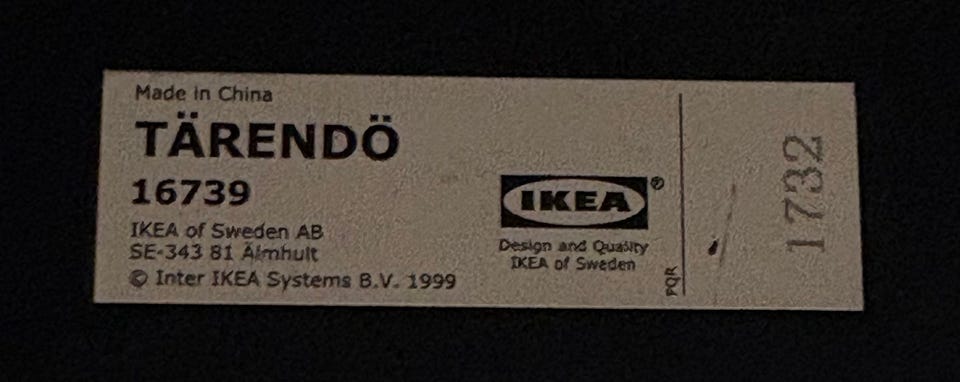 Made in China
TÄRENDÖ
16739
IKEA of Sweden AB
SE-343 81 Älmhult
© Inter IKEA Systems B.V. 1999
IKEA®
Design and Quality
IKEA of Sweden
PQR
1732